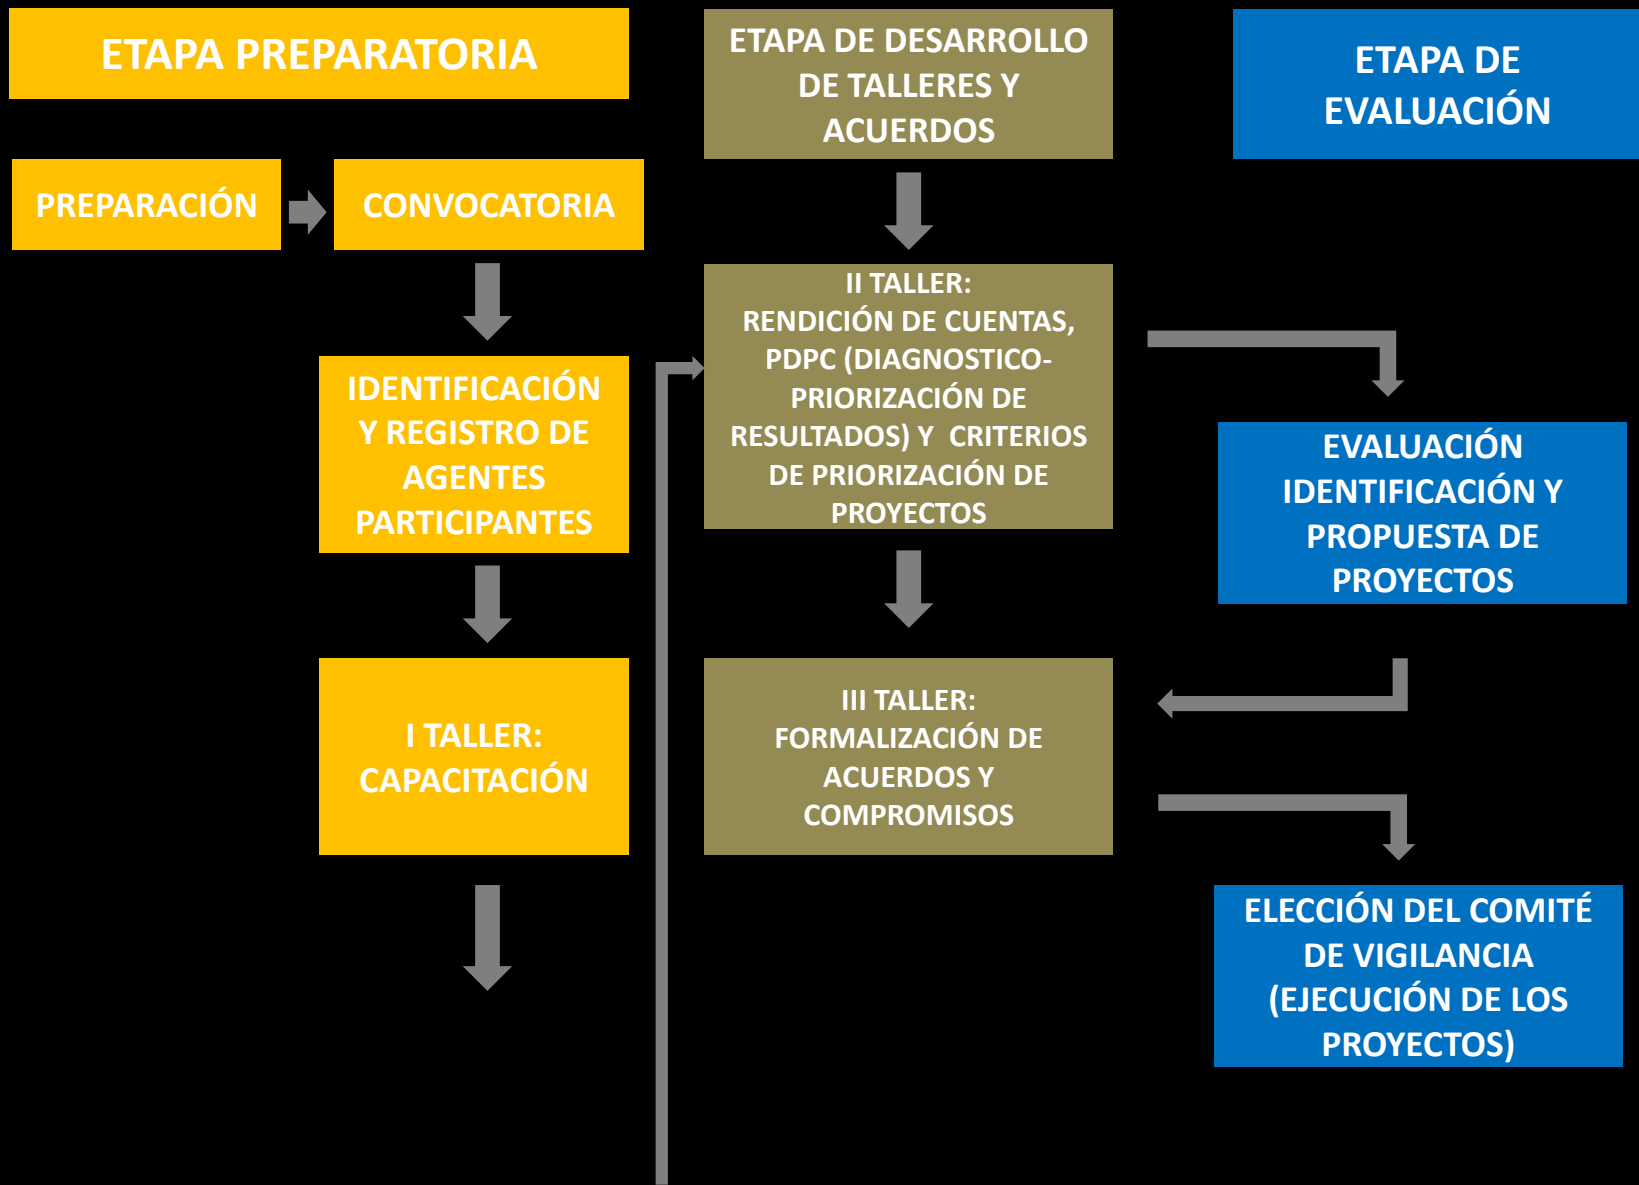 ETAPA PREPARATORIA
PREPARACIÓN
CONVOCATORIA
IDENTIFICACIÓN
Y REGISTRO DE
AGENTES
PARTICIPANTES
I TALLER:
CAPACITACIÓN
ETAPA DE DESARROLLO
DE TALLERES Y
ACUERDOS
II TALLER:
RENDICIÓN DE CUENTAS,
PDPC (DIAGNOSTICO-
PRIORIZACIÓN DE
RESULTADOS) Y CRITERIOS
DE PRIORIZACIÓN DE
PROYECTOS
III TALLER:
FORMALIZACIÓN DE
ACUERDOS Y
COMPROMISOS
ETAPA DE
EVALUACIÓN
EVALUACIÓN
IDENTIFICACIÓN Y
PROPUESTA DE
PROYECTOS
ELECCIÓN DEL COMITÉ
DE VIGILANCIA
(EJECUCIÓN DE LOS
PROYECTOS)